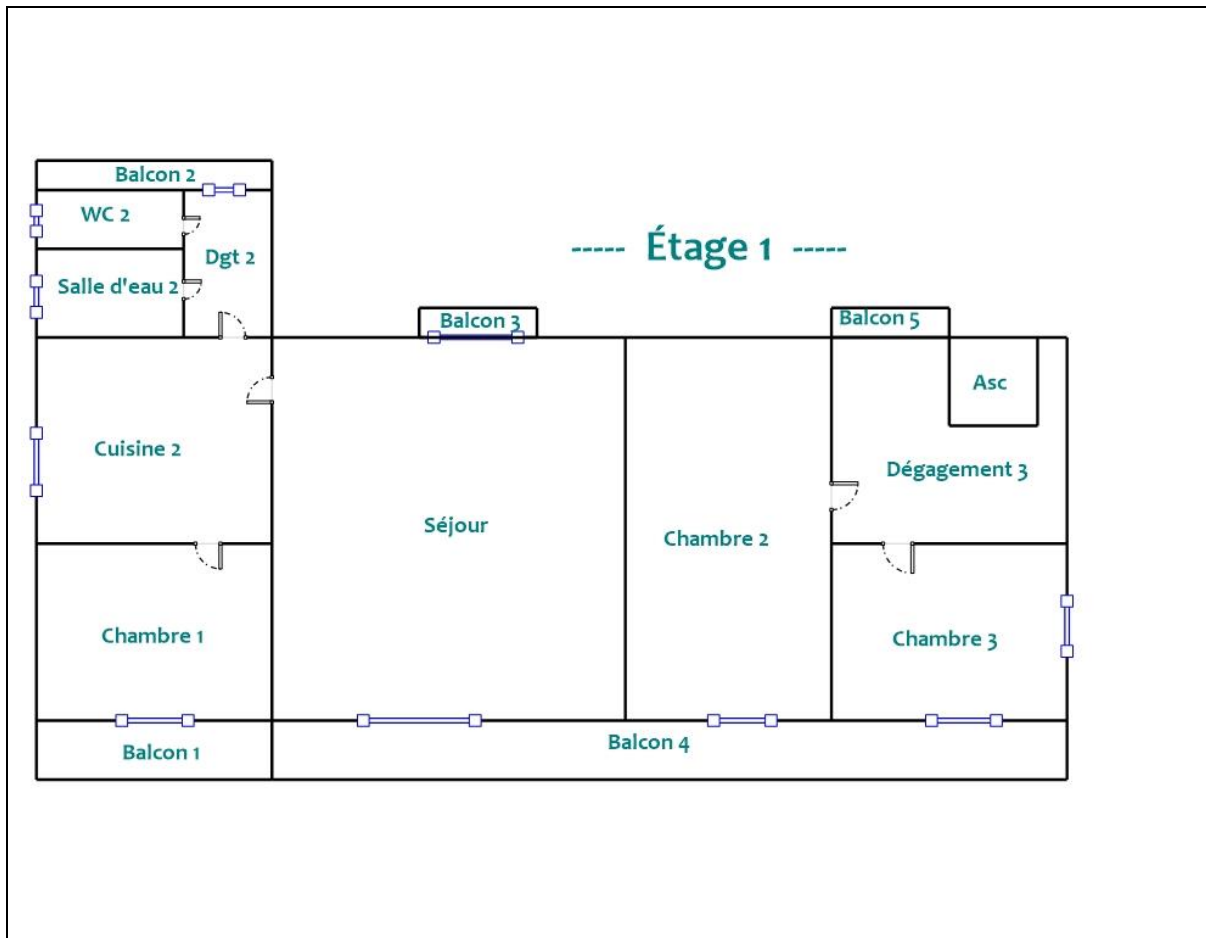 Balcon 2
WC 2
Dgt 2
Salle d'eau 2
----- Étage 1 -----
Balcon 3
Balcon 5
Asc
Cuisine 2
Dégagement 3
Séjour
Chambre 2
Chambre 1
Chambre 3
Balcon 1
Balcon 4